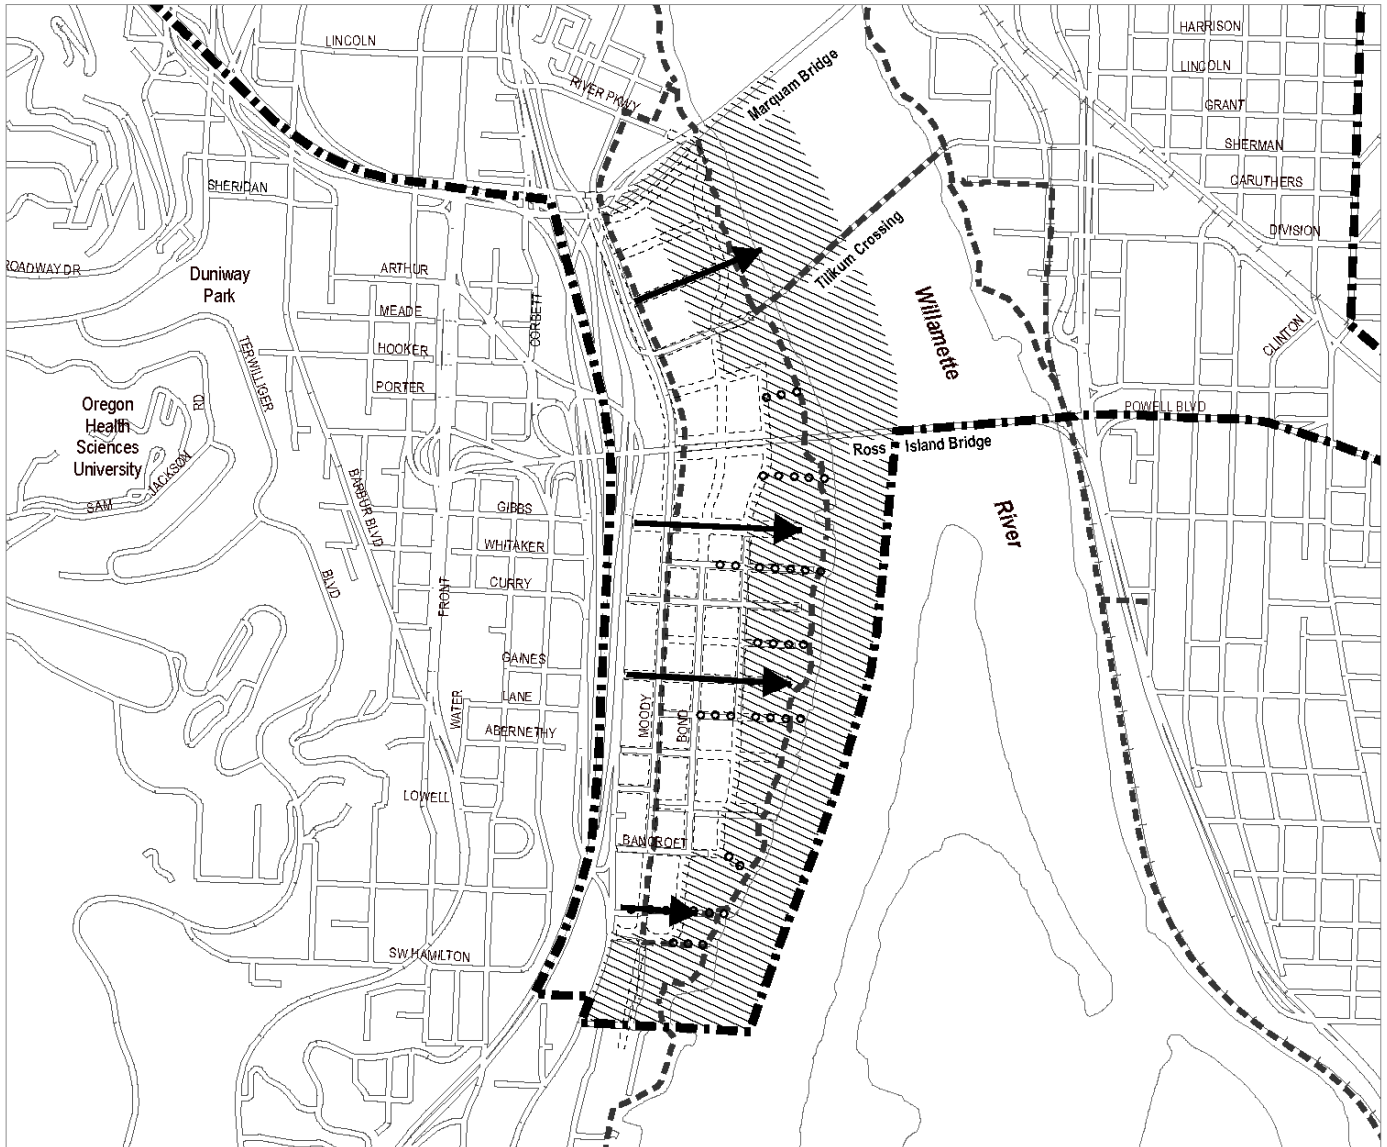 HARRISON
LINCOLN
Marquam Bridge
LINCOLN
RIVER PKWY
GRANT
SHERMAN
CARUTHERS
SHERIDAN
DIVISION
Tilikum Crossing
ROADWAY DR
Duniway
Park
ARTHUR
MEADE
CORBETT
Willamette
CLINTON
HOOKER
TERWILLIGER
PORTER
RD
Oregon
Health
Sciences
University
POWELL BLVD
Ross
Island Bridge
JACKSON
SAM
BARBUR BLVD
GIBBS
River
WHITAKER
CURRY
BLVD
FRONT
GAINES
LANE
WATER
MOODY
BOND
ABERNETHY
LOWELL
BANCROFT
SW HAMILTON